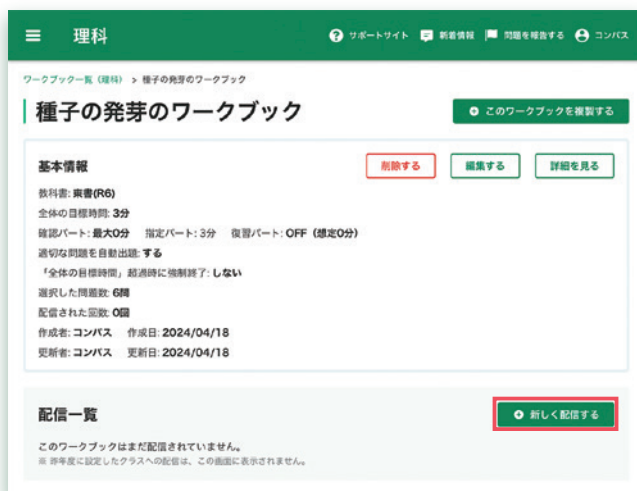 理科
サポートサイト 新着情報 問題を報告する コンパス
ワークブック一覧（理科） > 種子の発芽のワークブック
種子の発芽のワークブック
このワークブックを複製する
基本情報
削除する 編集する 詳細を見る
教科書: 東書(R6)
全体の目標時間: 3分
確認パート: 最大0分 指定パート: 3分 復習パート: OFF（想定0分）
適切な問題を自動出題: する
「全体の目標時間」超過時に強制終了: しない
選択した問題数: 6問
配信された回数: 0回
作成者: コンパス 作成日: 2024/04/18
更新者: コンパス 更新日: 2024/04/18
配信一覧
新しく配信する
このワークブックはまだ配信されていません。
※ 昨年度に設定したクラスへの配信は、この画面に表示されません。